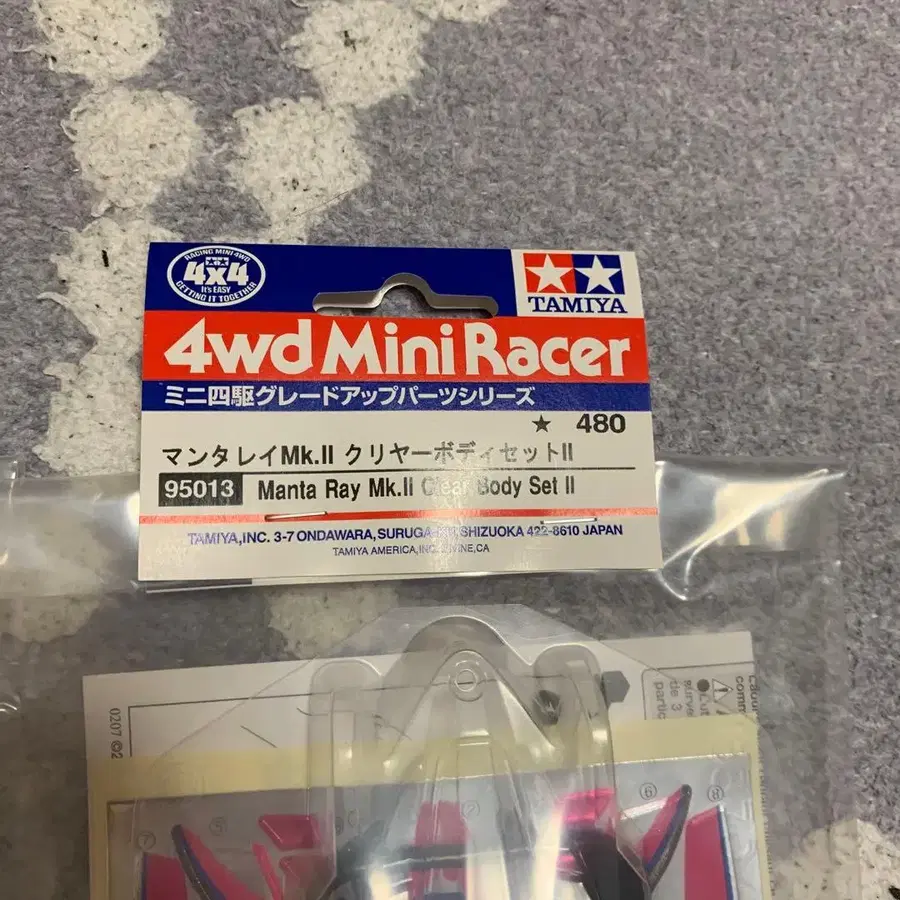 RACING MINI 4WD
4x4
It's EASY
GETTING IT TOGETHER
TAMIYA
4wd Mini Racer
ミニ四駆グレードアップパーツシリーズ
★ 480
マンタレイMk.II クリヤーボディセットII
95013 Manta Ray Mk.II Clear Body Set II
TAMIYA,INC. 3-7 ONDAWARA, SURUGA-KU, SHIZUOKA 422-8610 JAPAN
TAMIYA AMERICA, INC. IRVINE, CA
0207